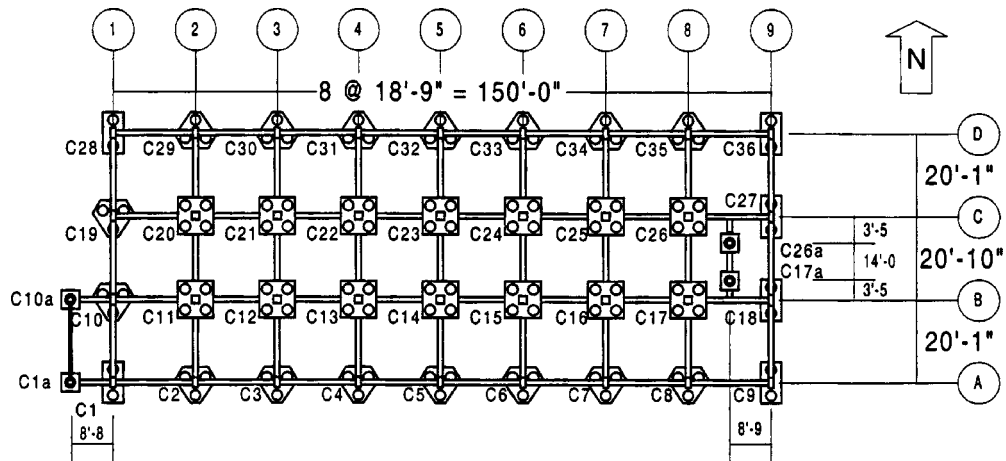 1 2 3 4 5 6 7 8 9
N
8 @ 18'-9" = 150'-0"
D
C28 C29 C30 C31 C32 C33 C34 C35 C36
20'-1"
C27
C
C19 C20 C21 C22 C23 C24 C25 C26
3'-5
C26a
14'-0
20'-10"
C17a
3'-5
C10a
C10 C11 C12 C13 C14 C15 C16 C17 C18
B
20'-1"
C1a
A
C1 C2 C3 C4 C5 C6 C7 C8 C9
8'-8
8'-9